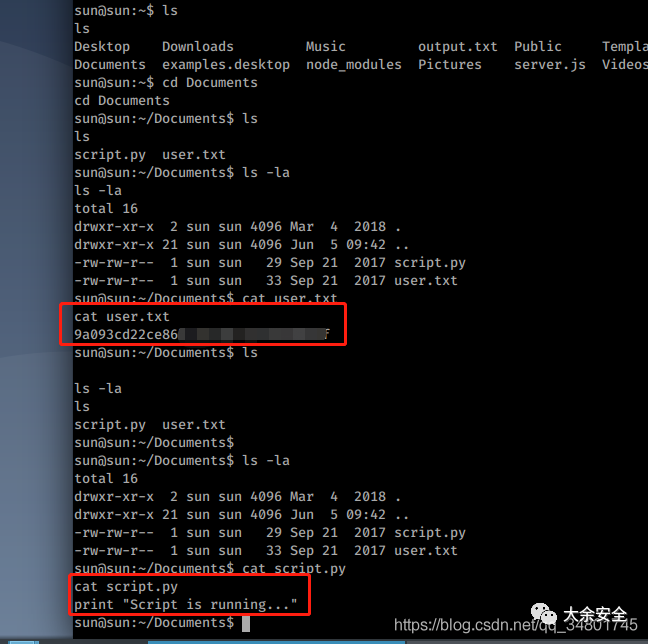 sun@sun:~$ ls
ls
Desktop    Downloads         Music         output.txt  Public     Templa
Documents  examples.desktop  node_modules  Pictures    server.js  Videos
sun@sun:~$ cd Documents
cd Documents
sun@sun:~/Documents$ ls
ls
script.py  user.txt
sun@sun:~/Documents$ ls -la
ls -la
total 16
drwxr-xr-x  2 sun sun 4096 Mar  4  2018 .
drwxr-xr-x 21 sun sun 4096 Jun  5 09:42 ..
-rw-rw-r--  1 sun sun   29 Sep 21  2017 script.py
-rw-rw-r--  1 sun sun   33 Sep 21  2017 user.txt
sun@sun:~/Documents$ cat user.txt
cat user.txt
9a093cd22ce86 f
sun@sun:~/Documents$ ls
ls -la
ls
script.py  user.txt
sun@sun:~/Documents$
sun@sun:~/Documents$ ls -la
total 16
drwxr-xr-x  2 sun sun 4096 Mar  4  2018 .
drwxr-xr-x 21 sun sun 4096 Jun  5 09:42 ..
-rw-rw-r--  1 sun sun   29 Sep 21  2017 script.py
-rw-rw-r--  1 sun sun   33 Sep 21  2017 user.txt
sun@sun:~/Documents$ cat script.py
cat script.py
print "Script is running..."
sun@sun:~/Documents$
大余安全
https://blog.csdn.net/qq_34801745